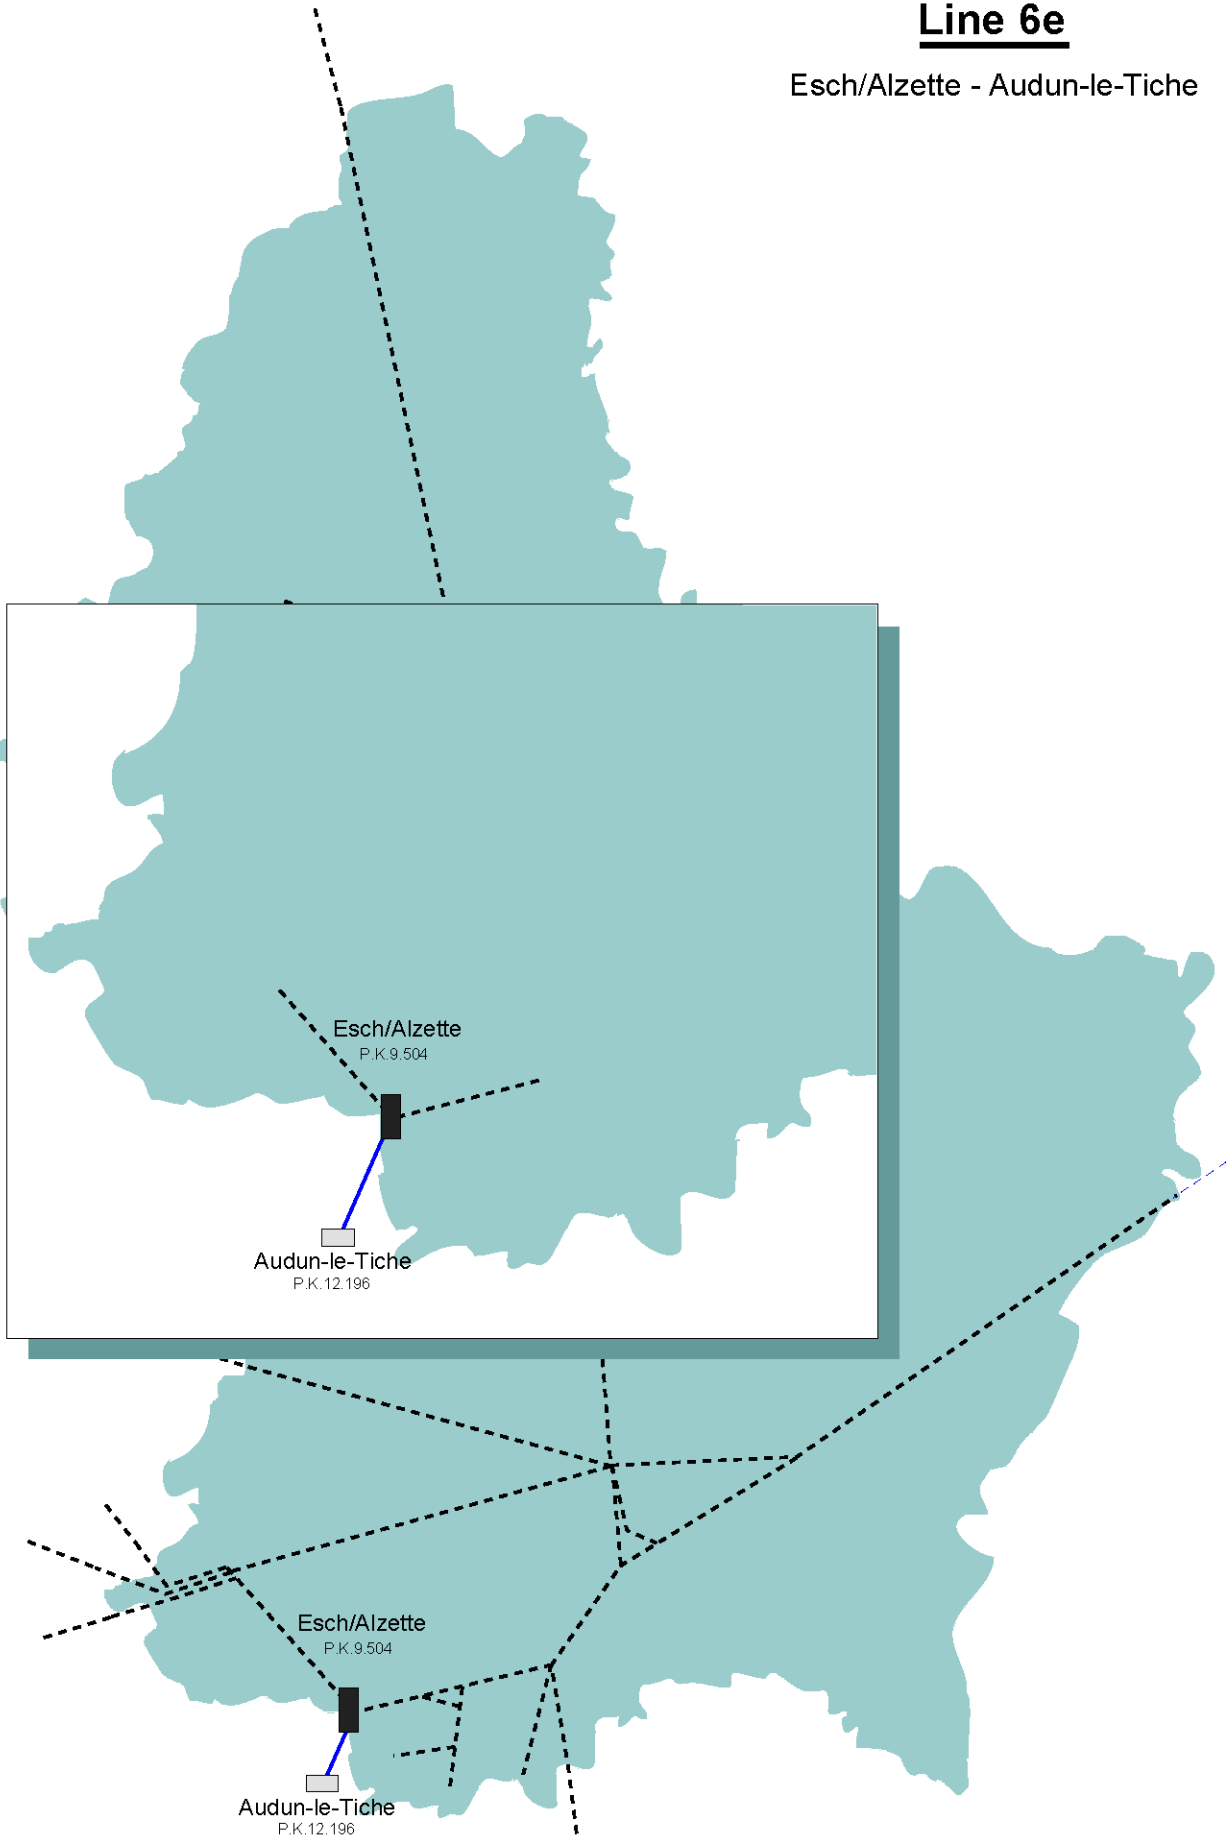 Line 6e
Esch/Alzette - Audun-le-Tiche
Esch/Alzette
P.K.9.504
Audun-le-Tiche
P.K.12.196
Esch/Alzette
P.K.9.504
Audun-le-Tiche
P.K.12.196